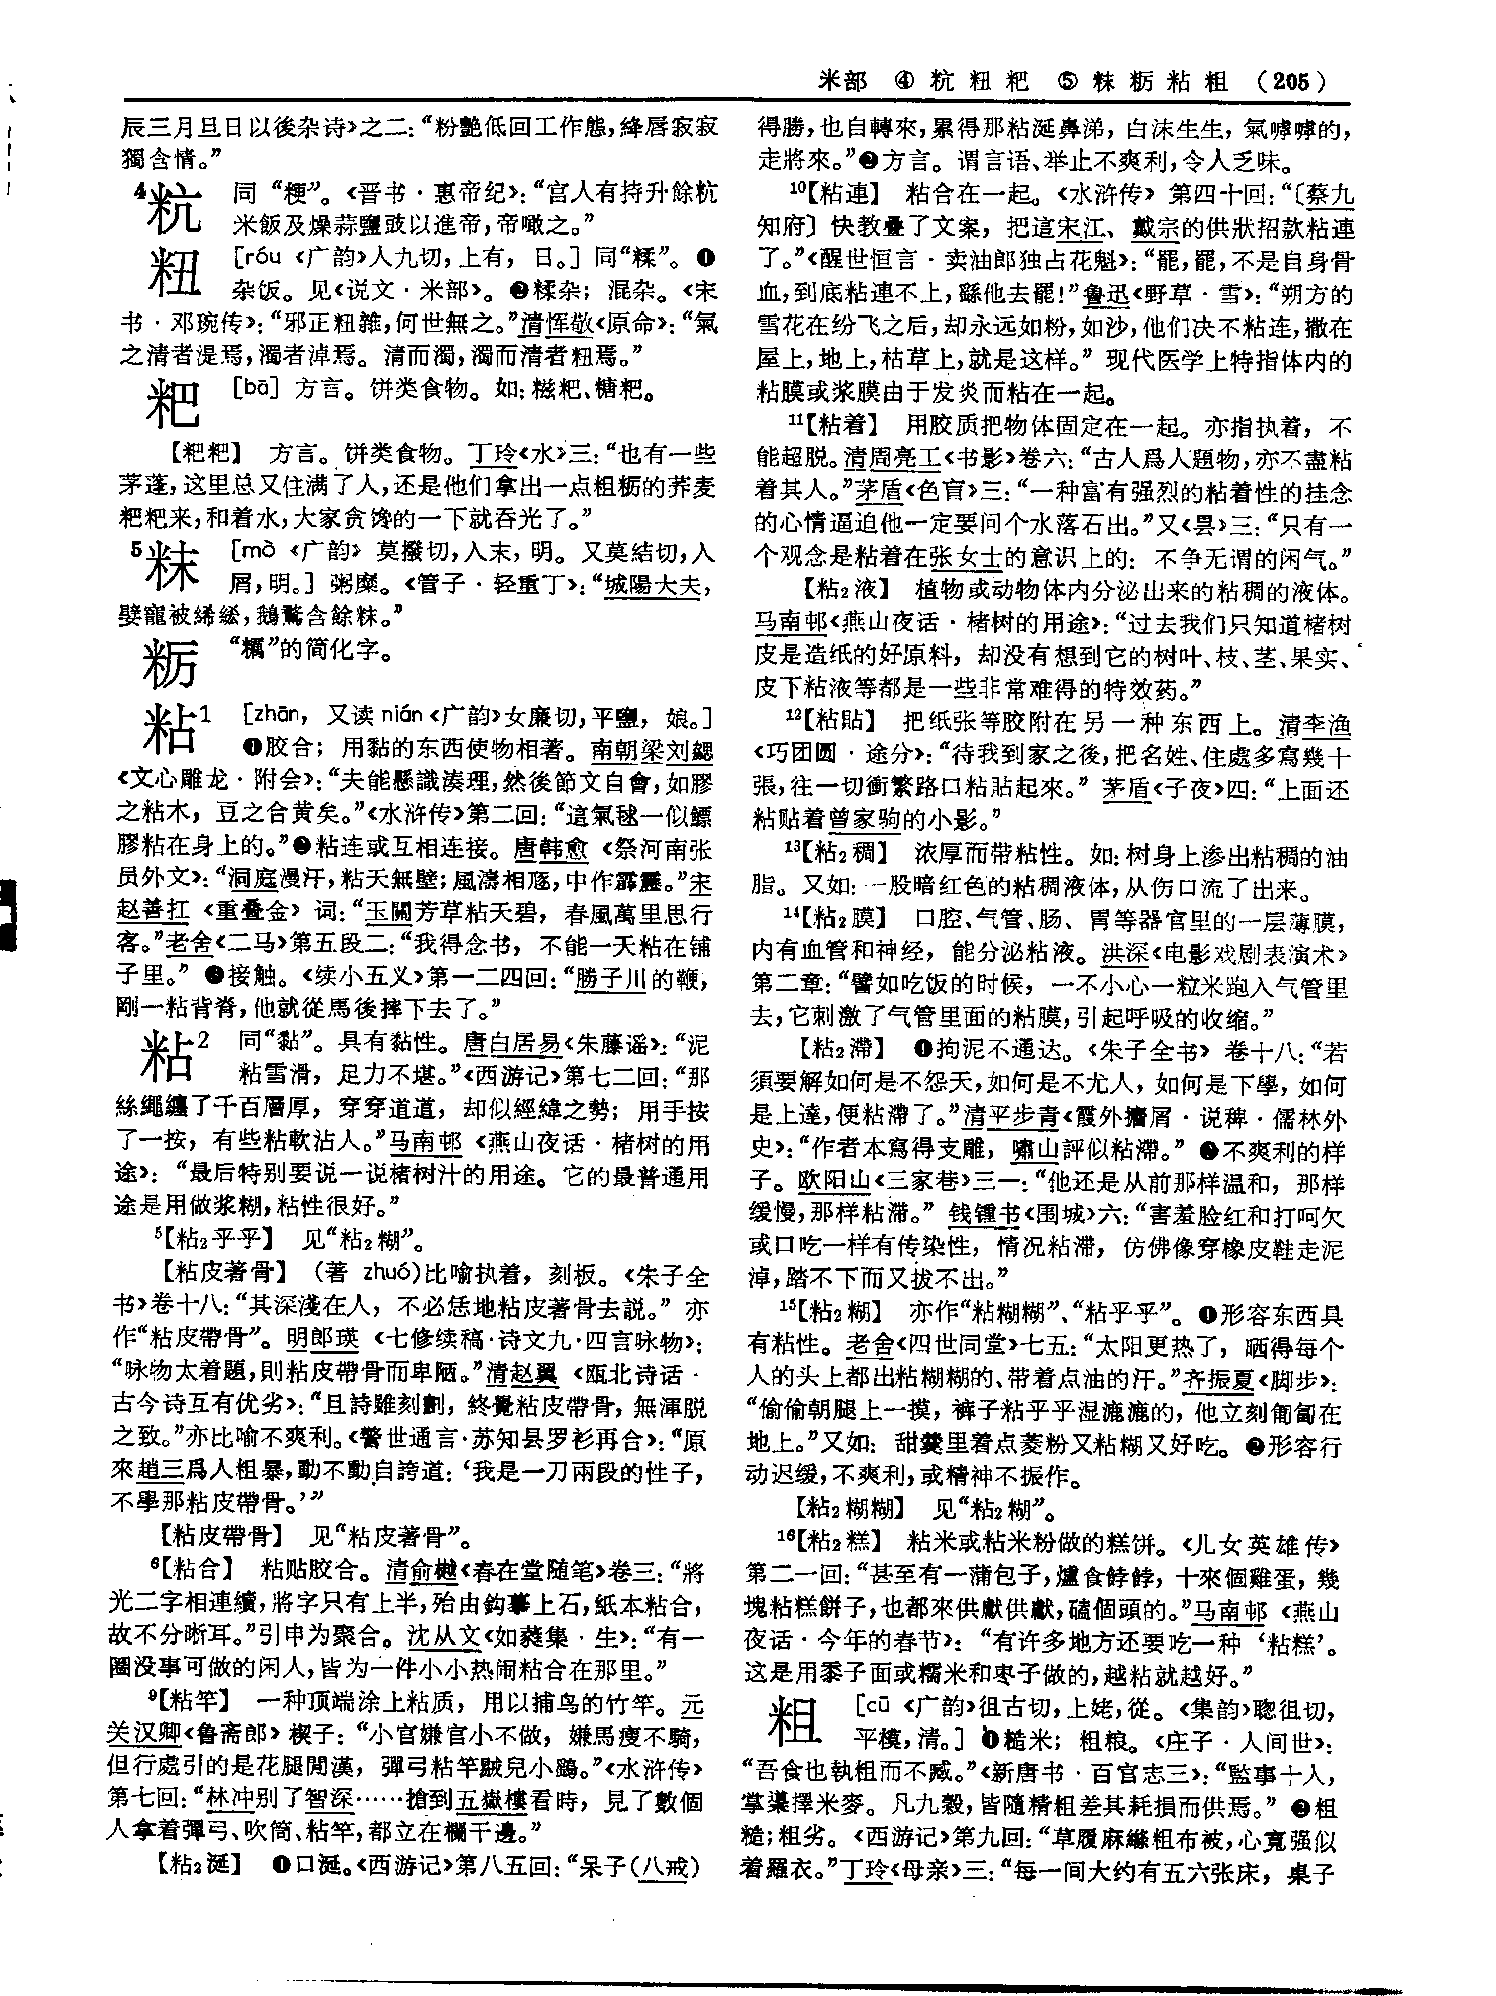 米部 ④ 粇 粈 粑 ⑤ 粖 粝 粘 粗 （205）
辰三月旦日以後杂诗》之二：“粉艷低回工作態，絳唇寂寂
獨含情。”
4粇 同“粳”。《晋书·惠帝纪》：“宫人有持升餘粇
米飯及燥蒜鹽豉以進帝，帝噉之。”
粈 ［róu 《广韵》人九切，上有，日。］同“糅”。❶
杂饭。见《说文·米部》。❷糅杂；混杂。《宋
书·邓琬传》：“邪正粈雜，何世無之。”清恽敬《原命》：“氣
之清者湜焉，濁者淖焉。清而濁，濁而清者粈焉。”
粑 ［bā］方言。饼类食物。如：糍粑、糖粑。
【粑粑】 方言。饼类食物。丁玲《水》三：“也有一些
茅蓬，这里总又住满了人，还是他们拿出一点粗粝的荞麦
粑粑来，和着水，大家贪馋的一下就吞光了。”
5粖 ［mò 《广韵》莫撥切，入末，明。又莫结切，入
屑，明。］粥糜。《管子·轻重丁》：“城陽大夫，
嬖寵被絺綌，鵝鶩含餘粖。”
粝 “糲”的简化字。
粘1 ［zhān，又读 nián《广韵》女廉切，平鹽，娘。］
❶胶合；用黏的东西使物相著。南朝梁刘勰
《文心雕龙·附会》：“夫能懸識湊理，然後節文自會，如膠
之粘木，豆之合黄矣。”《水浒传》第二回：“這氣毬一似鰾
膠粘在身上的。”❷粘连或互相连接。唐韩愈《祭河南张
员外文》：“洞庭漫汗，粘天無壁；風濤相豗，中作霹靂。”宋
赵善扛《重叠金》词：“玉關芳草粘天碧，春風萬里思行
客。”老舍《二马》第五段二：“我得念书，不能一天粘在铺
子里。”❸接触。《续小五义》第一二四回：“勝子川的鞭，
剛一粘背脊，他就從馬後摔下去了。”
粘2 同“黏”。具有黏性。唐白居易《朱藤谣》：“泥
粘雪滑，足力不堪。”《西游记》第七二回：“那
絲繩纏了千百層厚，穿穿道道，却似經緯之勢；用手按
了一按，有些粘軟沾人。”马南邨《燕山夜话·楮树的用
途》：“最后特别要说一说楮树汁的用途。它的最普通用
途是用做浆糊，粘性很好。”
5【粘2乎乎】 见“粘2糊”。
【粘皮著骨】 （著 zhuó）比喻执着，刻板。《朱子全
书》卷十八：“其深淺在人，不必恁地粘皮著骨去説。”亦
作“粘皮帶骨”。明郎瑛《七修续稿·诗文九·四言咏物》：
“咏物太着題，則粘皮帶骨而卑陋。”清赵翼《瓯北诗话·
古今诗互有优劣》：“且詩雖刻劃，終覺粘皮帶骨，無渾脱
之致。”亦比喻不爽利。《警世通言·苏知县罗衫再合》：“原
來趙三爲人粗暴，動不動自誇道：‘我是一刀兩段的性子，
不學那粘皮帶骨。’”
【粘皮帶骨】 见“粘皮著骨”。
6【粘合】 粘贴胶合。清俞樾《春在堂随笔》卷三：“將
光二字相連續，將字只有上半，殆由鈎摹上石，紙本粘合，
故不分晰耳。”引申为聚合。沈从文《如蕤集·生》：“有一
圈没事可做的闲人，皆为一件小小热闹粘合在那里。”
9【粘竿】 一种顶端涂上粘质，用以捕鸟的竹竿。元
关汉卿《鲁斋郎》楔子：“小官嫌官小不做，嫌馬瘦不騎，
但行處引的是花腿閒漢，彈弓粘竿𪀦兒小鷂。”《水浒传》
第七回：“林冲别了智深……搶到五嶽樓看時，見了數個
人拿着彈弓、吹筒、粘竿，都立在欄干邊。”
【粘2涎】 ❶口涎。《西游记》第八五回：“呆子（八戒）
得勝，也自轉來，累得那粘涎鼻涕，白沫生生，氣嘑嘑的，
走將來。”❷方言。谓言语、举止不爽利，令人乏味。
10【粘連】 粘合在一起。《水浒传》第四十回：“〔蔡九
知府〕快教叠了文案，把這宋江、戴宗的供狀招款粘連
了。”《醒世恒言·卖油郎独占花魁》：“罷，罷，不是自身骨
血，到底粘連不上，繇他去罷！”鲁迅《野草·雪》：“朔方的
雪花在纷飞之后，却永远如粉，如沙，他们决不粘连，撒在
屋上，地上，枯草上，就是这样。”现代医学上特指体内的
粘膜或浆膜由于发炎而粘在一起。
11【粘着】 用胶质把物体固定在一起。亦指执着，不
能超脱。清周亮工《书影》卷六：“古人爲人題物，亦不盡粘
着其人。”茅盾《色盲》三：“一种富有强烈的粘着性的挂念
的心情逼迫他一定要问个水落石出。”又《昙》三：“只有一
个观念是粘着在张女士的意识上的：不争无谓的闲气。”
【粘2液】 植物或动物体内分泌出来的粘稠的液体。
马南邨《燕山夜话·楮树的用途》：“过去我们只知道楮树
皮是造纸的好原料，却没有想到它的树叶、枝、茎、果实、
皮下粘液等都是一些非常难得的特效药。”
12【粘貼】 把纸张等胶附在另一种东西上。清李渔
《巧团圆·途分》：“待我到家之後，把名姓、住處多寫幾十
張，往一切衝繁路口粘貼起來。”茅盾《子夜》四：“上面还
粘贴着曾家驹的小影。”
13【粘2稠】 浓厚而带粘性。如：树身上渗出粘稠的油
脂。又如：一股暗红色的粘稠液体，从伤口流了出来。
14【粘2膜】 口腔、气管、肠、胃等器官里的一层薄膜，
内有血管和神经，能分泌粘液。洪深《电影戏剧表演术》
第二章：“譬如吃饭的时候，一不小心一粒米跑入气管里
去，它刺激了气管里面的粘膜，引起呼吸的收缩。”
【粘2滯】 ❶拘泥不通达。《朱子全书》卷十八：“若
須要解如何是不怨天，如何是不尤人，如何是下學，如何
是上達，便粘滯了。”清平步青《霞外攟屑·说稗·儒林外
史》：“作者本寫得支雕，嘯山評似粘滯。”❷不爽利的样
子。欧阳山《三家巷》三一：“他还是从前那样温和，那样
缓慢，那样粘滞。”钱锺书《围城》六：“害羞脸红和打呵欠
或口吃一样有传染性，情况粘滞，仿佛像穿橡皮鞋走泥
淖，踏不下而又拔不出。”
15【粘2糊】 亦作“粘糊糊”、“粘乎乎”。❶形容东西具
有粘性。老舍《四世同堂》七五：“太阳更热了，晒得每个
人的头上都出粘糊糊的、带着点油的汗。”齐振夏《脚步》：
“偷偷朝腿上一摸，裤子粘乎乎湿漉漉的，他立刻匍匐在
地上。”又如：甜羹里着点菱粉又粘糊又好吃。❷形容行
动迟缓，不爽利，或精神不振作。
【粘2糊糊】 见“粘2糊”。
16【粘2糕】 粘米或粘米粉做的糕饼。《儿女英雄传》
第二一回：“甚至有一蒲包子，爐食餑餑，十來個雞蛋，幾
塊粘糕餅子，也都來供獻供獻，磕個頭的。”马南邨《燕山
夜话·今年的春节》：“有许多地方还要吃一种‘粘糕’。
这是用黍子面或糯米和枣子做的，越粘就越好。”
粗 ［cū 《广韵》徂古切，上姥，從。《集韵》聰徂切，
平模，清。］❶糙米；粗粮。《庄子·人间世》：
“吾食也執粗而不臧。”《新唐书·百官志三》：“監事十人，
掌𣂏擇米麥。凡九穀，皆隨精粗差其耗損而供焉。”❷粗
糙；粗劣。《西游记》第九回：“草履麻縧粗布被，心寬强似
着羅衣。”丁玲《母亲》三：“每一间大约有五六张床，桌子